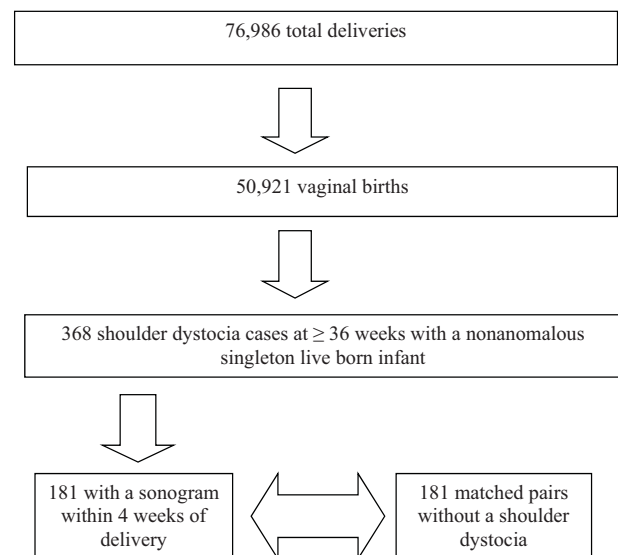 76,986 total deliveries
50,921 vaginal births
368 shoulder dystocia cases at ≥ 36 weeks with a nonanomalous
singleton live born infant
181 with a sonogram
within 4 weeks of
delivery
181 matched pairs
without a shoulder
dystocia